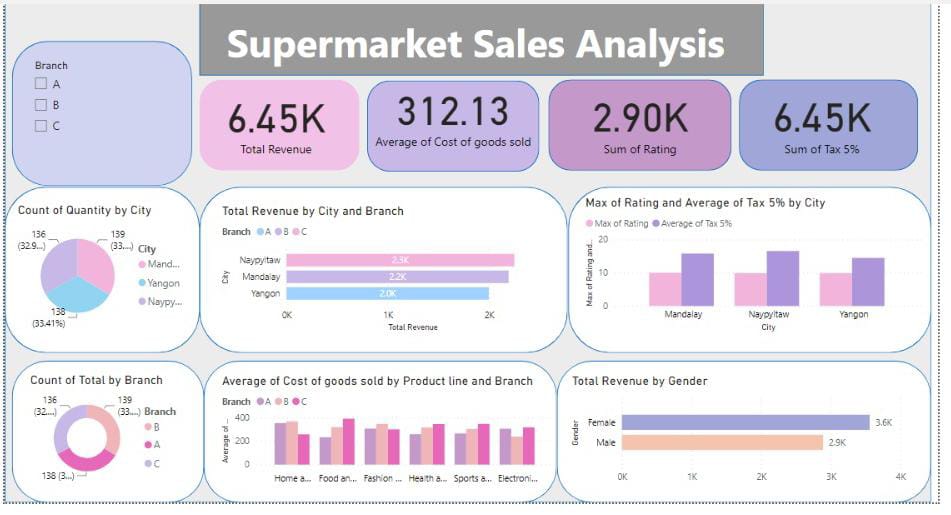 Supermarket Sales Analysis
Branch
A
B
C
6.45K
Total Revenue
312.13
Average of Cost of goods sold
2.90K
Sum of Rating
6.45K
Sum of Tax 5%
Count of Quantity by City
136
(32.9...)
139
(33....)
138
(33.41%)
City
Mand...
Yangon
Naypy...
Total Revenue by City and Branch
Branch A B C
City
Naypyitaw 2.3K
Mandalay 2.2K
Yangon 2.0K
0K 1K 2K
Total Revenue
Max of Rating and Average of Tax 5% by City
Max of Rating Average of Tax 5%
Max of Rating and...
20
10
0
Mandalay Naypyitaw Yangon
City
Count of Total by Branch
136
(32....)
139
(33....)
138 (3...)
Branch
B
A
C
Average of Cost of goods sold by Product line and Branch
Branch A B C
Average of ...
400
200
0
Home a... Food an... Fashion ... Health a... Sports a... Electroni...
Total Revenue by Gender
Gender
Female 3.6K
Male 2.9K
0K 1K 2K 3K 4K